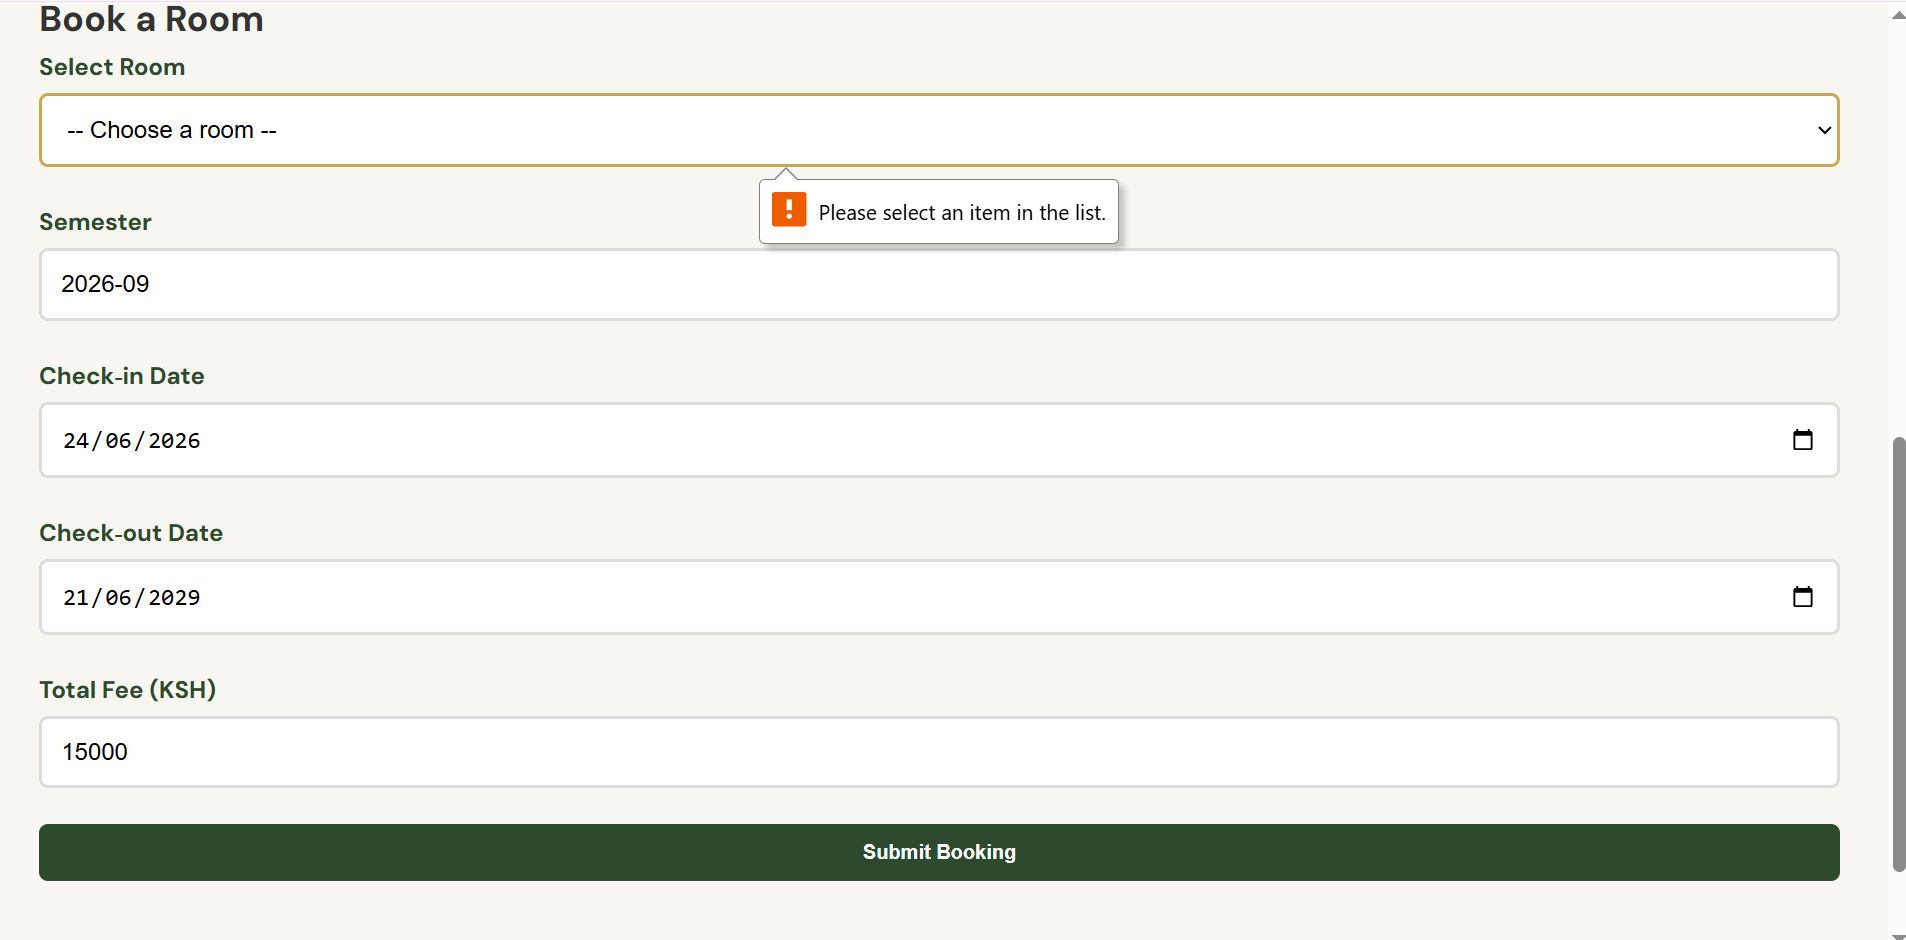 Book a Room
Select Room
-- Choose a room --
Please select an item in the list.
Semester
2026-09
Check-in Date
24/06/2026
Check-out Date
21/06/2029
Total Fee (KSH)
15000
Submit Booking